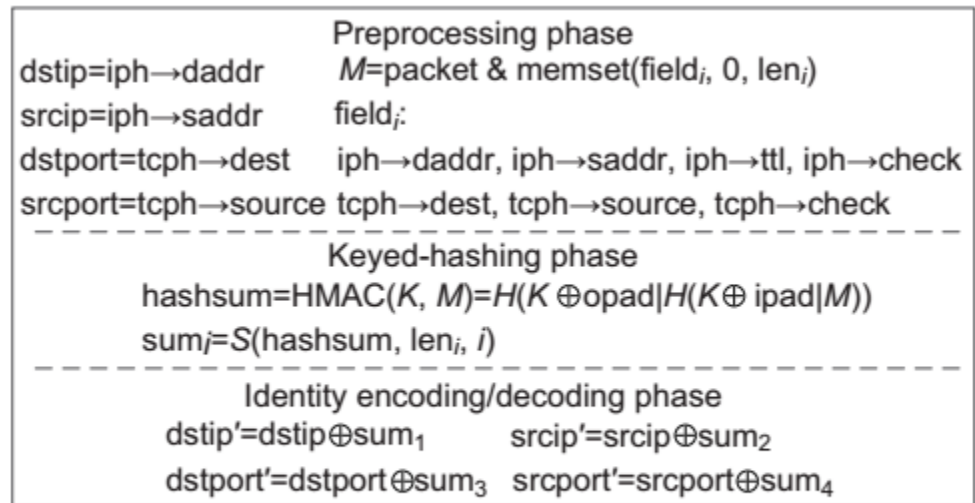 Preprocessing phase
dstip=iph→daddr M=packet & memset(fieldᵢ, 0, lenᵢ)
srcip=iph→saddr fieldᵢ:
dstport=tcph→dest iph→daddr, iph→saddr, iph→ttl, iph→check
srcport=tcph→source tcph→dest, tcph→source, tcph→check
Keyed-hashing phase
hashsum=HMAC(K, M)=H(K⊕opad|H(K⊕ipad|M))
sumᵢ=S(hashsum, lenᵢ, i)
Identity encoding/decoding phase
dstip′=dstip⊕sum₁ srcip′=srcip⊕sum₂
dstport′=dstport⊕sum₃ srcport′=srcport⊕sum₄